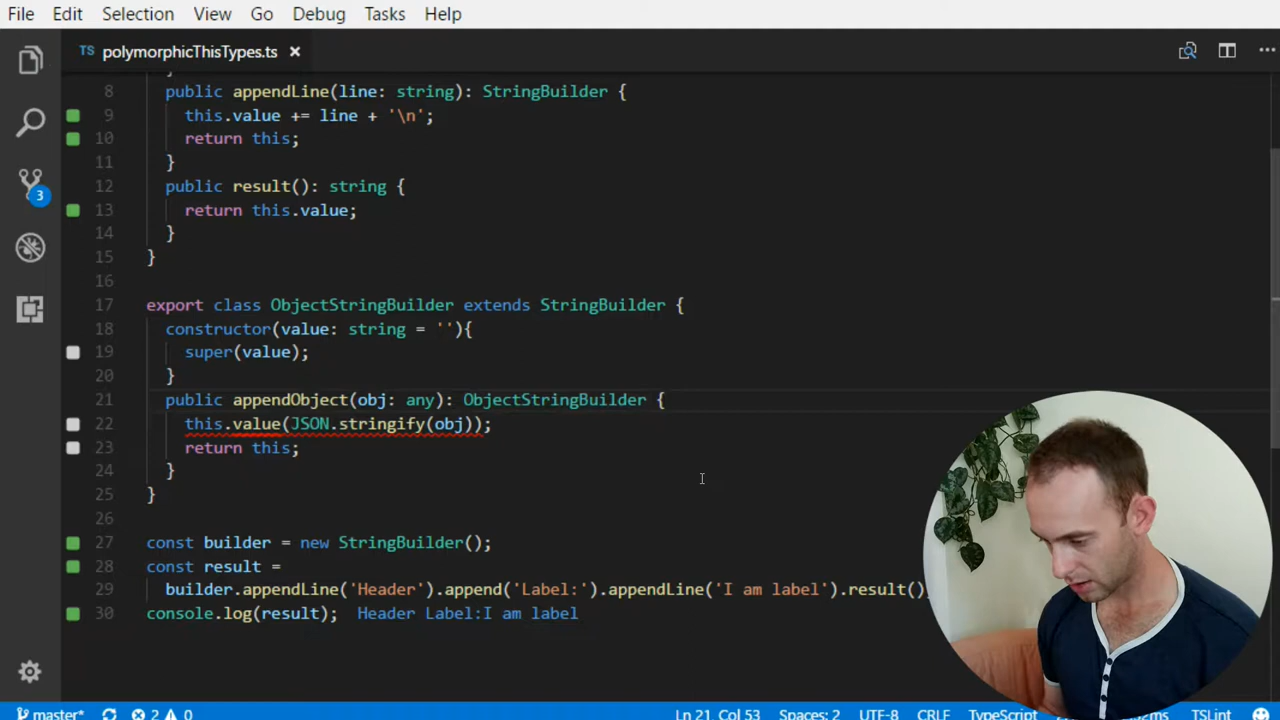 File Edit Selection View Go Debug Tasks Help
TS polymorphicThisTypes.ts ×
8 public appendLine(line: string): StringBuilder {
9 this.value += line + '\n';
10 return this;
11 }
12 public result(): string {
13 return this.value;
14 }
15 }
16
17 export class ObjectStringBuilder extends StringBuilder {
18 constructor(value: string = ''){
19 super(value);
20 }
21 public appendObject(obj: any): ObjectStringBuilder {
22 this.value(JSON.stringify(obj));
23 return this;
24 }
25 }
26
27 const builder = new StringBuilder();
28 const result =
29 builder.appendLine('Header').append('Label:').appendLine('I am label').result();
30 console.log(result); Header Label:I am label
3
master* 2 0 Ln 21, Col 53 Spaces: 2 UTF-8 CRLF TypeScript TSLint